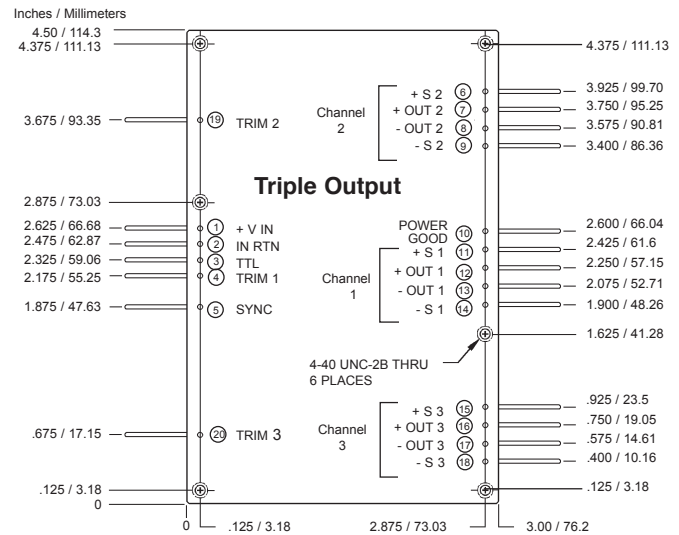 Inches / Millimeters
4.50 / 114.3
4.375 / 111.13
3.675 / 93.35
2.875 / 73.03
2.625 / 66.68
2.475 / 62.87
2.325 / 59.06
2.175 / 55.25
1.875 / 47.63
.675 / 17.15
.125 / 3.18
0
19 TRIM 2
Triple Output
1 + V IN
2 IN RTN
3 TTL
4 TRIM 1
5 SYNC
20 TRIM 3
Channel
2
+ S 2 6
+ OUT 2 7
- OUT 2 8
- S 2 9
POWER
GOOD 10
Channel
1
+ S 1 11
+ OUT 1 12
- OUT 1 13
- S 1 14
4-40 UNC-2B THRU
6 PLACES
Channel
3
+ S 3 15
+ OUT 3 16
- OUT 3 17
- S 3 18
4.375 / 111.13
3.925 / 99.70
3.750 / 95.25
3.575 / 90.81
3.400 / 86.36
2.600 / 66.04
2.425 / 61.6
2.250 / 57.15
2.075 / 52.71
1.900 / 48.26
1.625 / 41.28
.925 / 23.5
.750 / 19.05
.575 / 14.61
.400 / 10.16
.125 / 3.18
0
.125 / 3.18
2.875 / 73.03
3.00 / 76.2